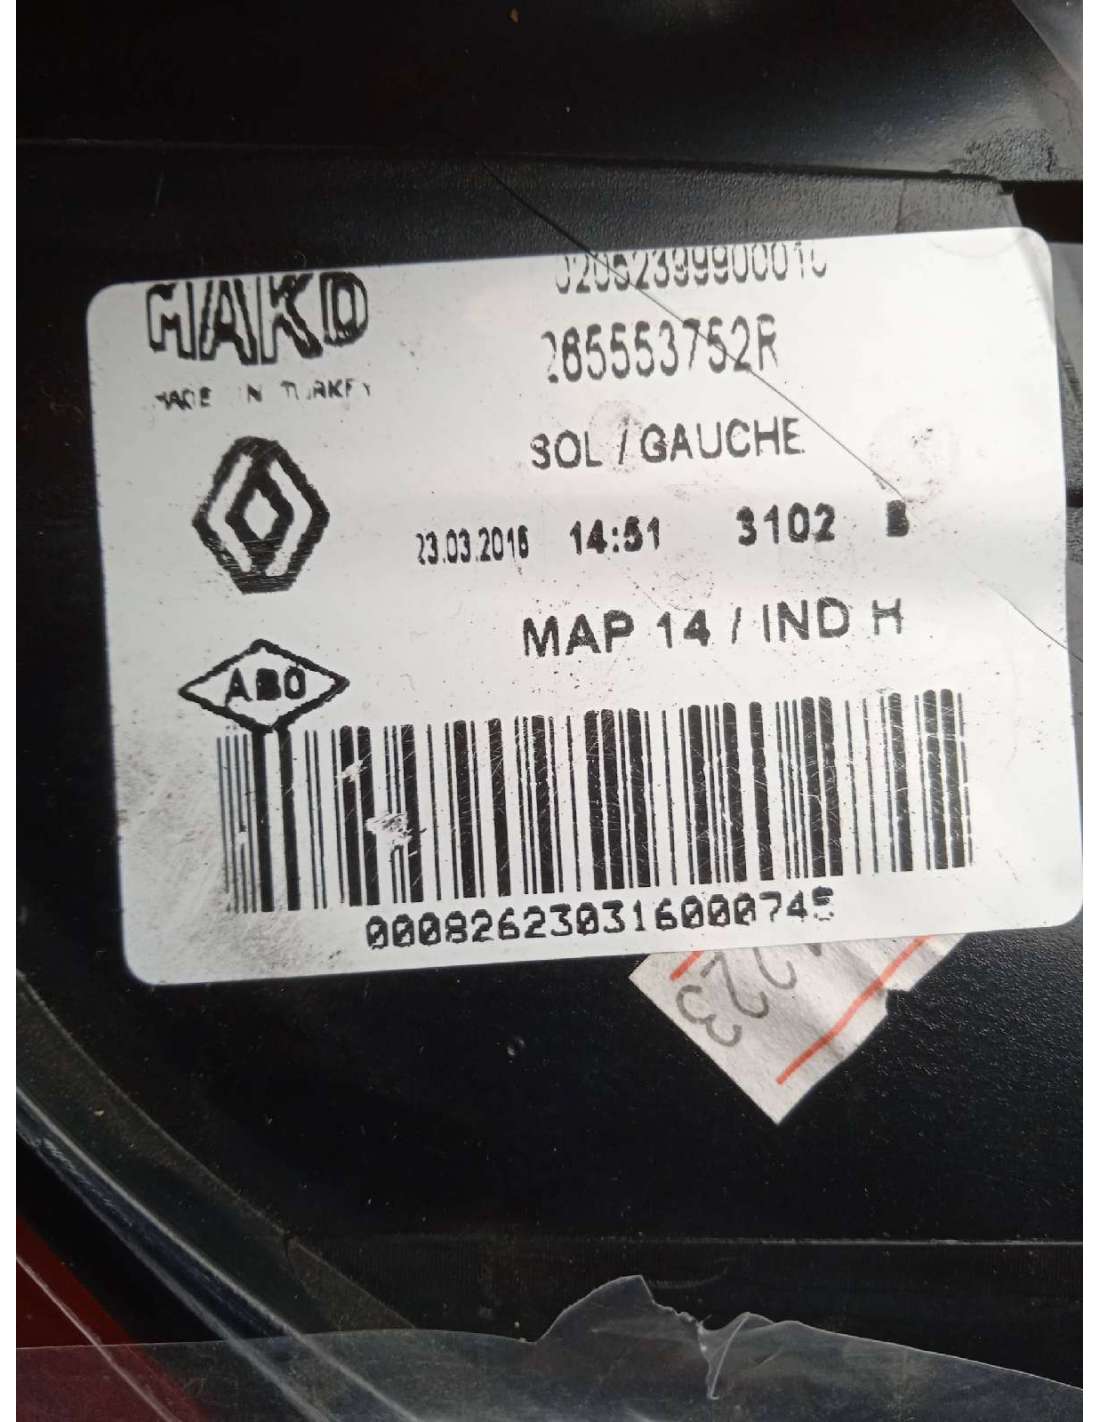 MAKO
MADE IN TURKEY
265553752R
SOL / GAUCHE
23.03.2016 14:51 3102 B
MAP 14 / IND H
ABO
000826230316000745